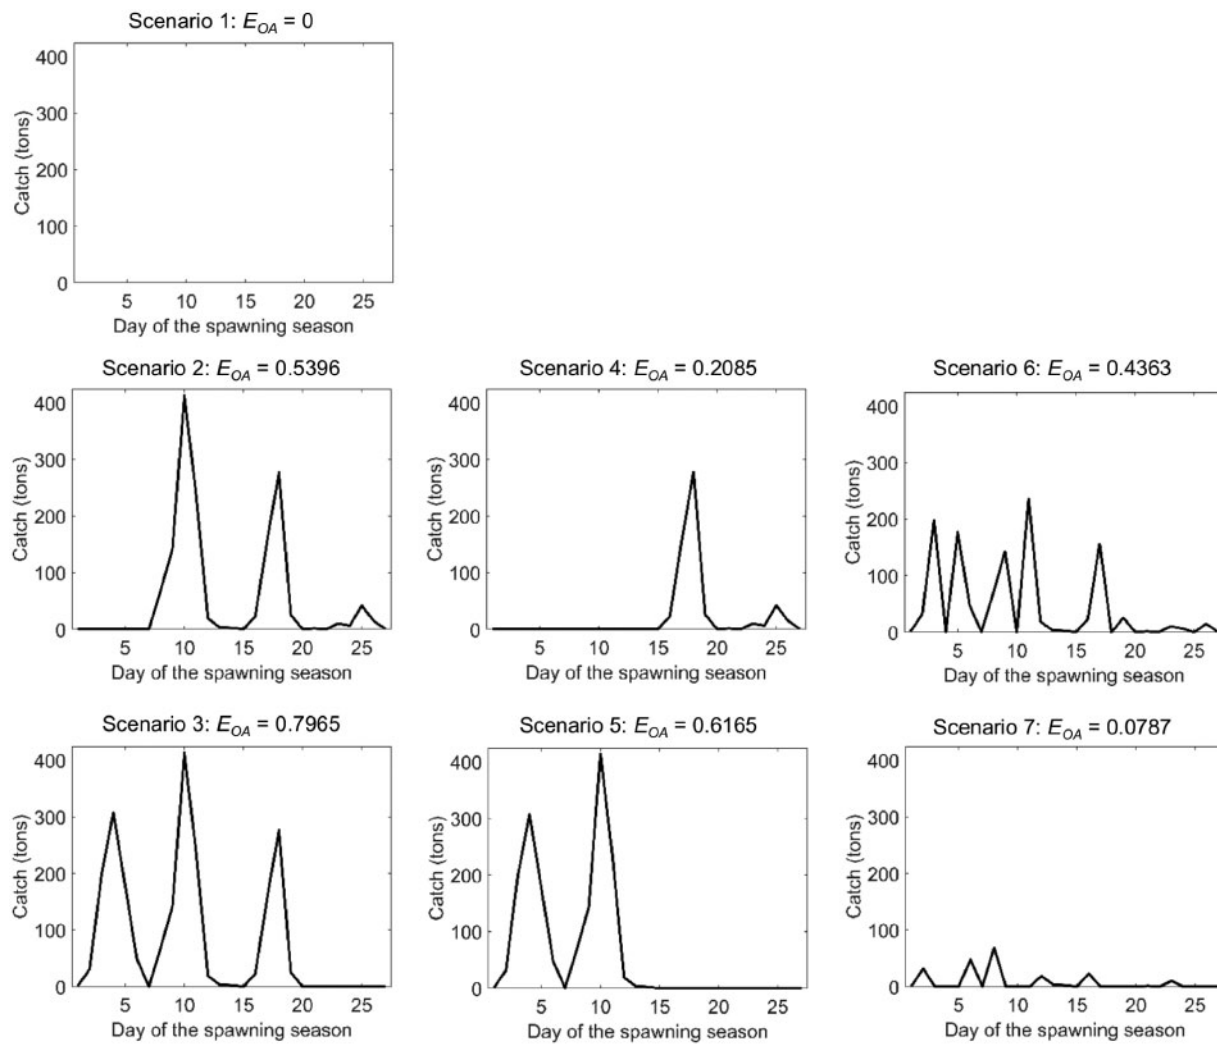 Scenario 1: E_OA = 0
400
300
200
100
0
Catch (tons)
5 10 15 20 25
Day of the spawning season
Scenario 2: E_OA = 0.5396
400
300
200
100
0
Catch (tons)
5 10 15 20 25
Day of the spawning season
Scenario 4: E_OA = 0.2085
400
300
200
100
0
Catch (tons)
5 10 15 20 25
Day of the spawning season
Scenario 6: E_OA = 0.4363
400
300
200
100
0
Catch (tons)
5 10 15 20 25
Day of the spawning season
Scenario 3: E_OA = 0.7965
400
300
200
100
0
Catch (tons)
5 10 15 20 25
Day of the spawning season
Scenario 5: E_OA = 0.6165
400
300
200
100
0
Catch (tons)
5 10 15 20 25
Day of the spawning season
Scenario 7: E_OA = 0.0787
400
300
200
100
0
Catch (tons)
5 10 15 20 25
Day of the spawning season